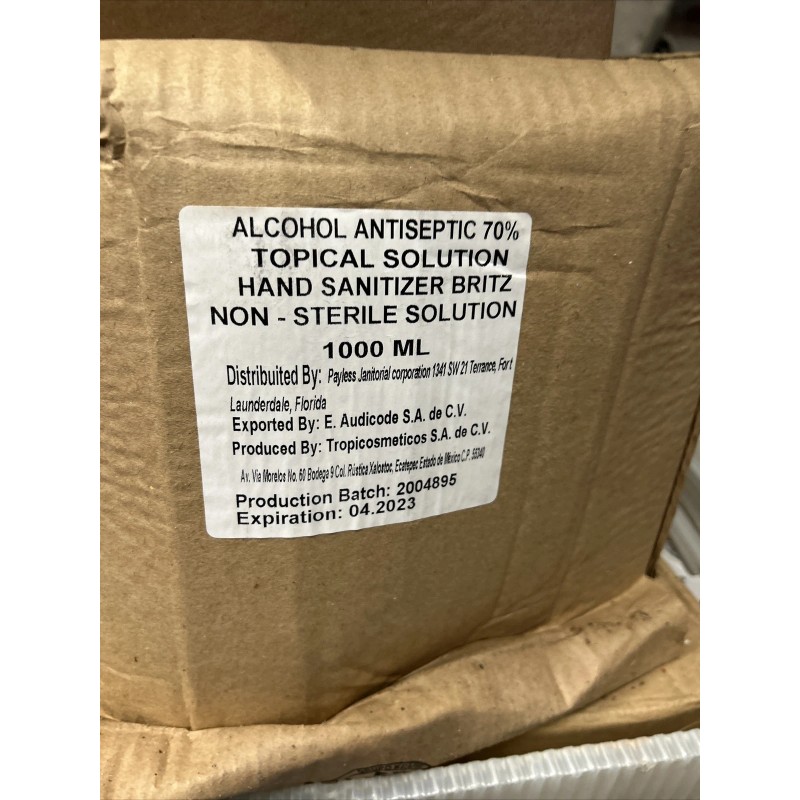 ALCOHOL ANTISEPTIC 70%
TOPICAL SOLUTION
HAND SANITIZER BRITZ
NON - STERILE SOLUTION
1000 ML
Distribuited By: Payless Janitorial corporation 1341 SW 21 Terrance, Fort
Launderdale, Florida
Exported By: E. Audicode S.A. de C.V.
Produced By: Tropicosmeticos S.A. de C.V.
Av. Vía Morelos No. 60 Bodega 9 Col. Rústica Xalostoc, Ecatepec Estado de México C.P. 55340
Production Batch: 2004895
Expiration: 04.2023